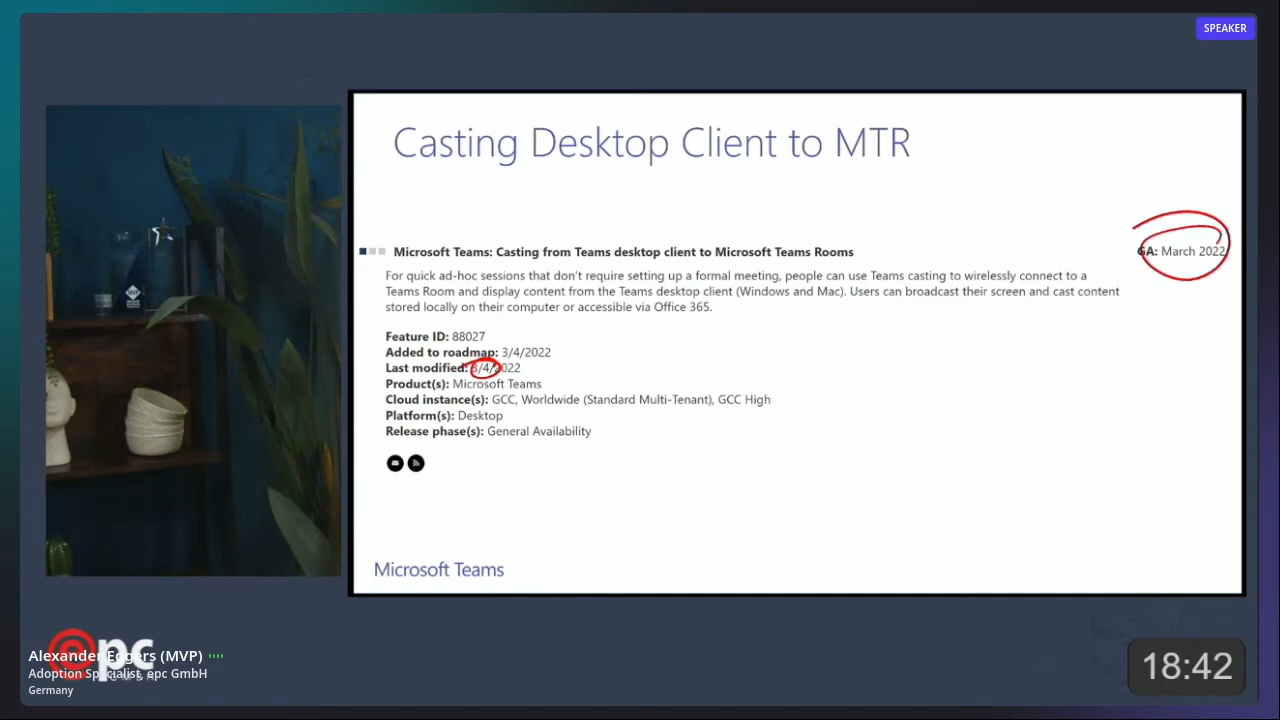 SPEAKER
Casting Desktop Client to MTR
Microsoft Teams: Casting from Teams desktop client to Microsoft Teams Rooms
GA: March 2022
For quick ad-hoc sessions that don't require setting up a formal meeting, people can use Teams casting to wirelessly connect to a
Teams Room and display content from the Teams desktop client (Windows and Mac). Users can broadcast their screen and cast content
stored locally on their computer or accessible via Office 365.
Feature ID: 88027
Added to roadmap: 3/4/2022
Last modified: 3/4/2022
Product(s): Microsoft Teams
Cloud instance(s): GCC, Worldwide (Standard Multi-Tenant), GCC High
Platform(s): Desktop
Release phase(s): General Availability
Microsoft Teams
epc
Alexander Eggers (MVP)
Adoption Specialist, epc GmbH
Germany
18:42